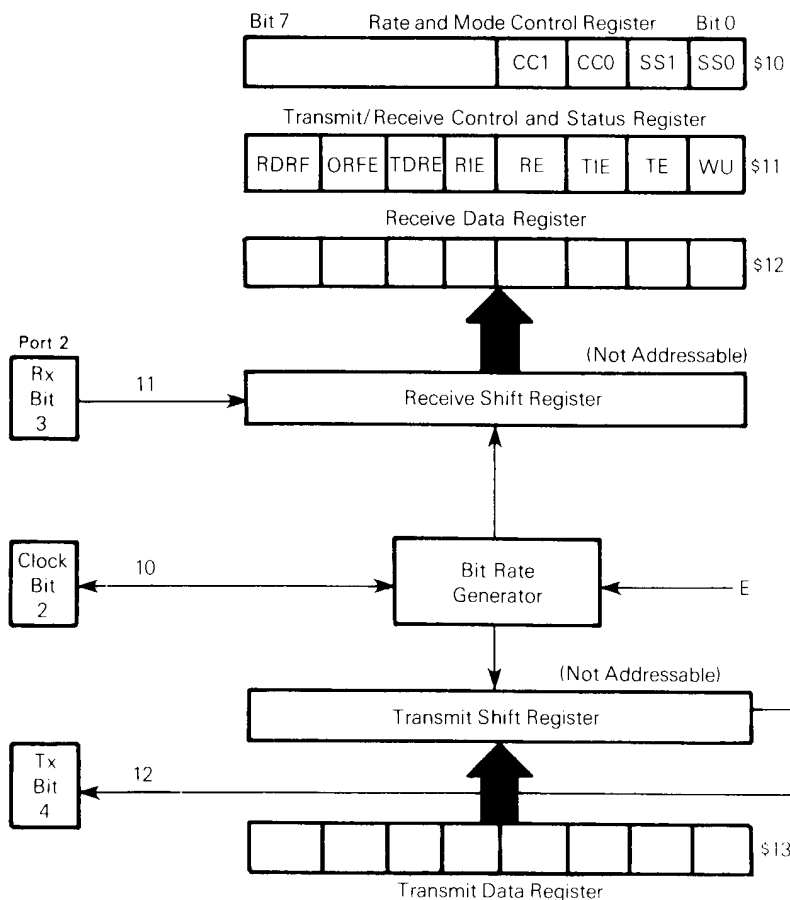 Bit 7 Rate and Mode Control Register Bit 0
CC1 CC0 SS1 SS0 $10
Transmit/Receive Control and Status Register
RDRF ORFE TDRE RIE RE TIE TE WU $11
Receive Data Register
$12
Port 2
(Not Addressable)
Rx
Bit
3
11
Receive Shift Register
Clock
Bit
2
10
Bit Rate
Generator
E
(Not Addressable)
Transmit Shift Register
Tx
Bit
4
12
$13
Transmit Data Register